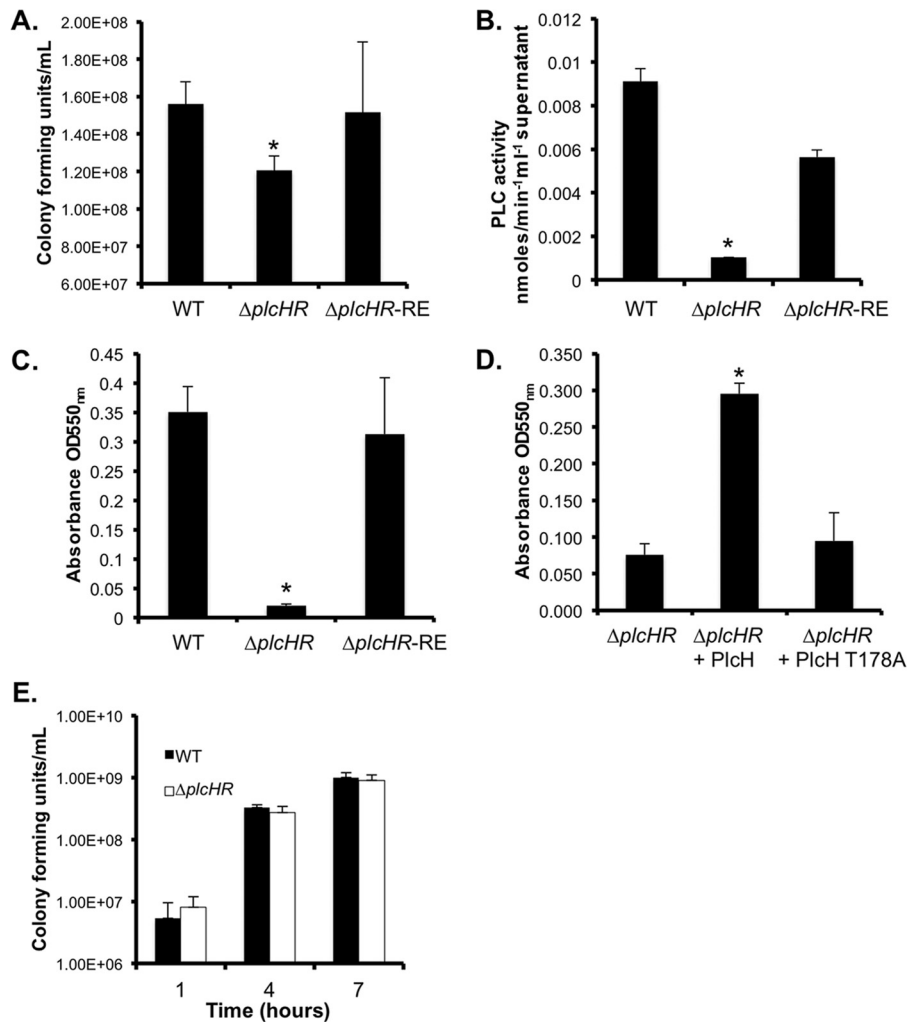 A.
Colony forming units/mL
2.00E+08
1.80E+08
1.60E+08
1.40E+08
1.20E+08
1.00E+08
8.00E+07
6.00E+07
*
WT
ΔplcHR
ΔplcHR-RE
B.
PLC activity
nmoles/min⁻¹ml⁻¹ supernatant
0.012
0.01
0.008
0.006
0.004
0.002
0
*
WT
ΔplcHR
ΔplcHR-RE
C.
Absorbance OD550nm
0.45
0.4
0.35
0.3
0.25
0.2
0.15
0.1
0.05
0
*
WT
ΔplcHR
ΔplcHR-RE
D.
Absorbance OD550nm
0.350
0.300
0.250
0.200
0.150
0.100
0.050
0.000
*
ΔplcHR
ΔplcHR
+ PlcH
ΔplcHR
+ PlcH T178A
E.
Colony forming units/mL
1.00E+10
1.00E+09
1.00E+08
1.00E+07
1.00E+06
WT
ΔplcHR
1
4
7
Time (hours)